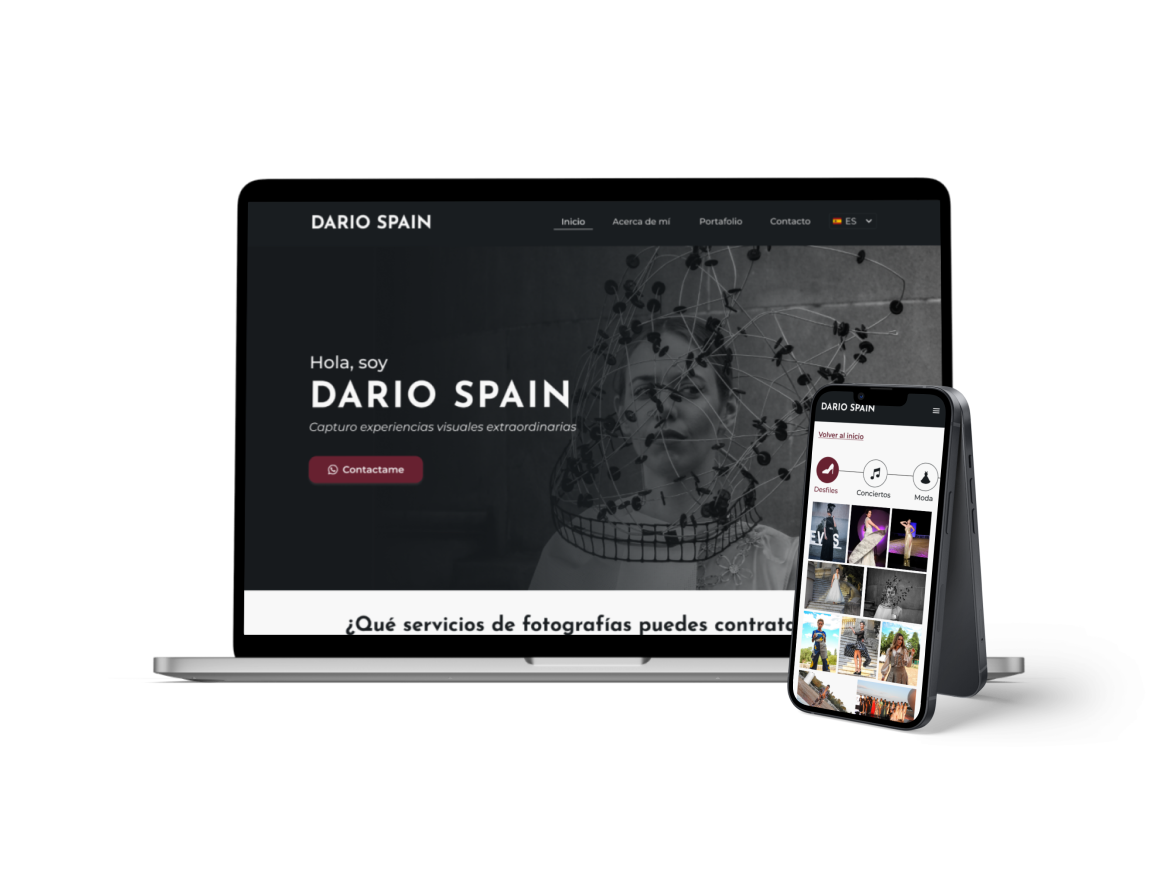 DARIO SPAIN
Inicio Acerca de mí Portafolio Contacto ES
Hola, soy
DARIO SPAIN
Capturo experiencias visuales extraordinarias
Contactame
¿Qué servicios de fotografías puedes
DARIO SPAIN
Volver al inicio
Desfiles Conciertos Moda